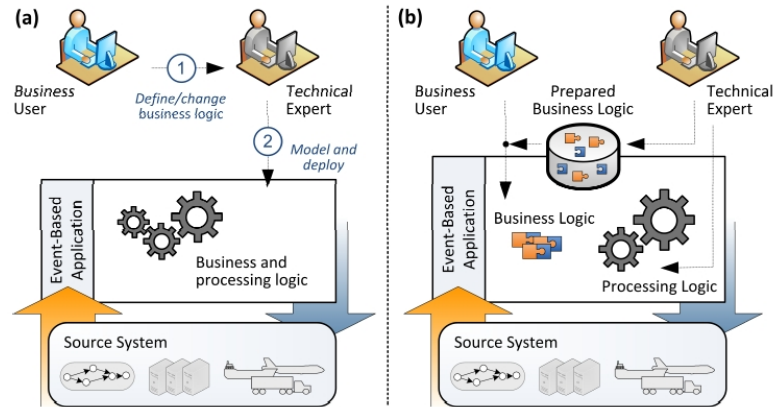 (a)
Business
User
1
Define/change
business logic
Technical
Expert
2
Model and
deploy
Event-Based
Application
Business and
processing logic
Source System
(b)
Business
User
Prepared
Business Logic
Technical
Expert
Event-Based
Application
Business Logic
Processing Logic
Source System